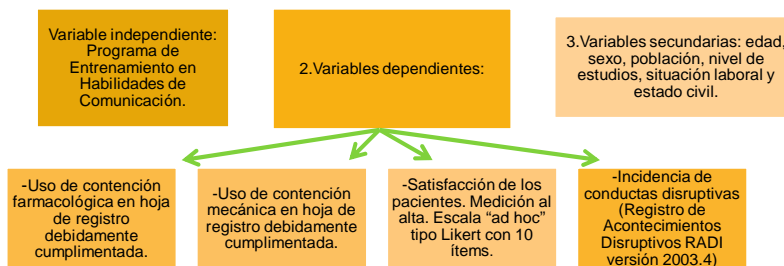 Variable independiente:
Programa de
Entrenamiento en
Habilidades de
Comunicación.
2.Variables dependientes:
3.Variables secundarias: edad,
sexo, población, nivel de
estudios, situación laboral y
estado civil.
-Uso de contención
farmacológica en hoja
de registro
debidamente
cumplimentada.
-Uso de contención
mecánica en hoja de
registro debidamente
cumplimentada.
-Satisfacción de los
pacientes. Medición al
alta. Escala “ad hoc”
tipo Likert con 10
ítems.
-Incidencia de
conductas disruptivas
(Registro de
Acontecimientos
Disruptivos RADI
versión 2003.4)